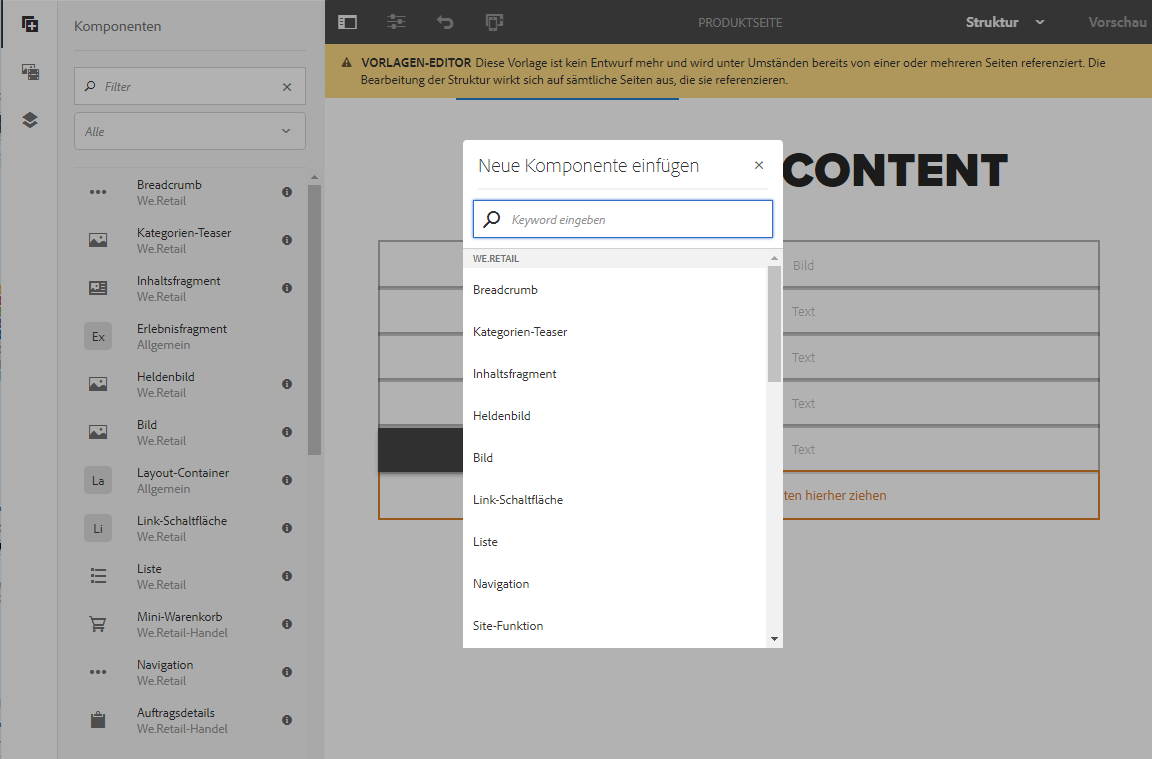 Komponenten
PRODUKTSEITE
Struktur
Vorschau
VORLAGEN-EDITOR Diese Vorlage ist kein Entwurf mehr und wird unter Umständen bereits von einer oder mehreren Seiten referenziert. Die
Bearbeitung der Struktur wirkt sich auf sämtliche Seiten aus, die sie referenzieren.
Filter
Alle
Breadcrumb
We.Retail
Kategorien-Teaser
We.Retail
Inhaltsfragment
We.Retail
Ex
Erlebnisfragment
Allgemein
Heldenbild
We.Retail
Bild
We.Retail
La
Layout-Container
Allgemein
Li
Link-Schaltfläche
We.Retail
Liste
We.Retail
Mini-Warenkorb
We.Retail-Handel
Navigation
We.Retail
Auftragsdetails
We.Retail-Handel
Neue Komponente einfügen
Keyword eingeben
WE.RETAIL
Breadcrumb
Kategorien-Teaser
Inhaltsfragment
Heldenbild
Bild
Link-Schaltfläche
Liste
Navigation
Site-Funktion
CONTENT
Bild
Text
Text
Text
Text
ten hierher ziehen